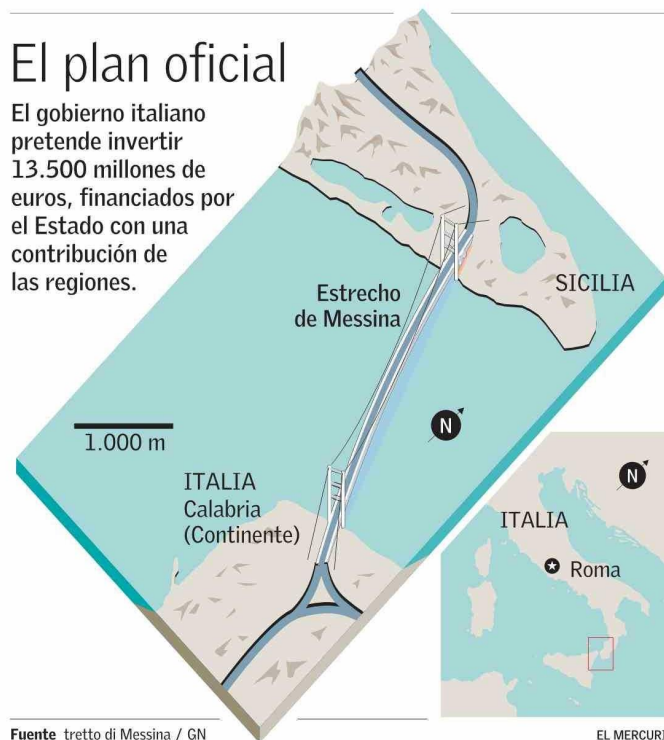 El plan oficial
El gobierno italiano
pretende invertir
13.500 millones de
euros, financiados por
el Estado con una
contribución de
las regiones.
Estrecho
de Messina
SICILIA
N
1.000 m
ITALIA
Calabria
(Continente)
N
ITALIA
Roma
Fuente tretto di Messina / GN
EL MERCURI